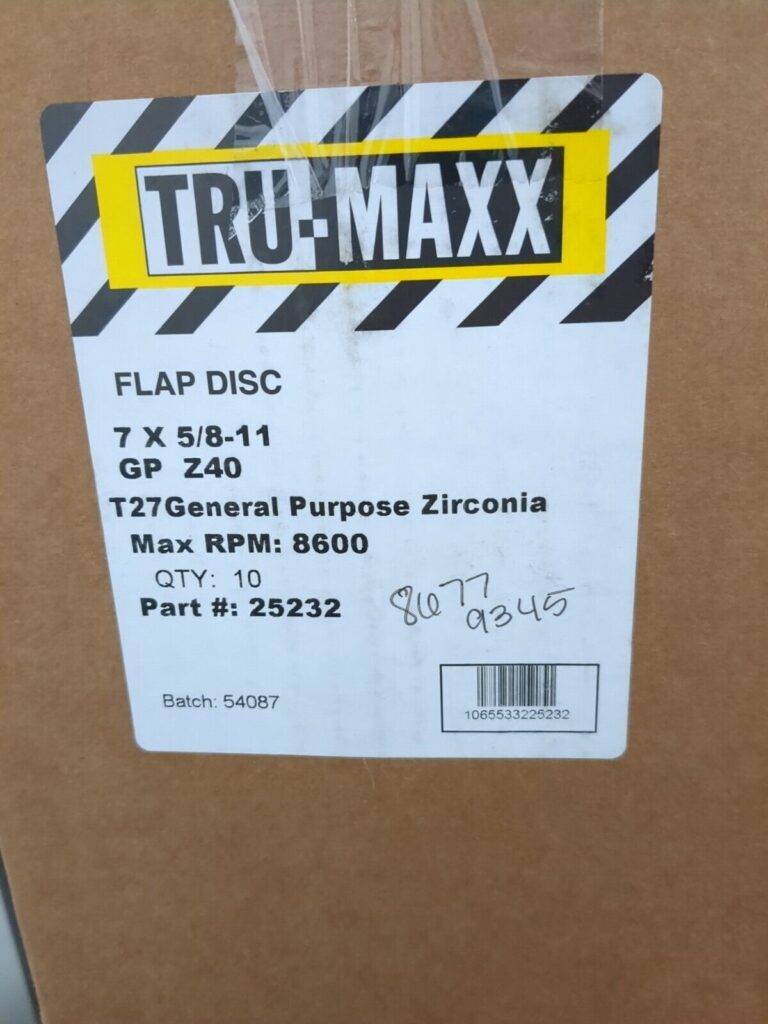 TRU-MAXX
FLAP DISC
7 X 5/8-11
GP Z40
T27General Purpose Zirconia
Max RPM: 8600
QTY: 10
Part #: 25232
8677
9345
Batch: 54087
1065533225232